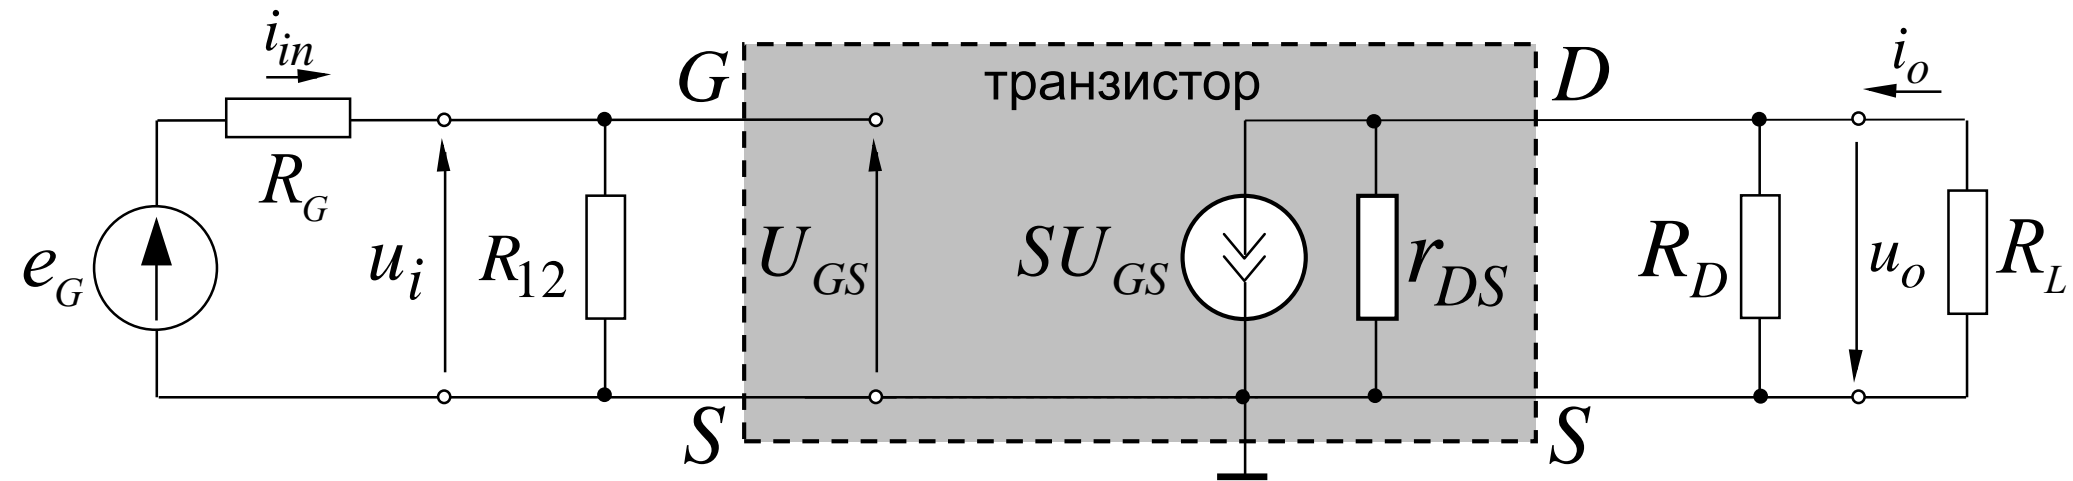 i_in
G
транзистор
D
i_o
R_G
e_G
u_i
R_12
U_GS
SU_GS
r_DS
R_D
u_o
R_L
S
S